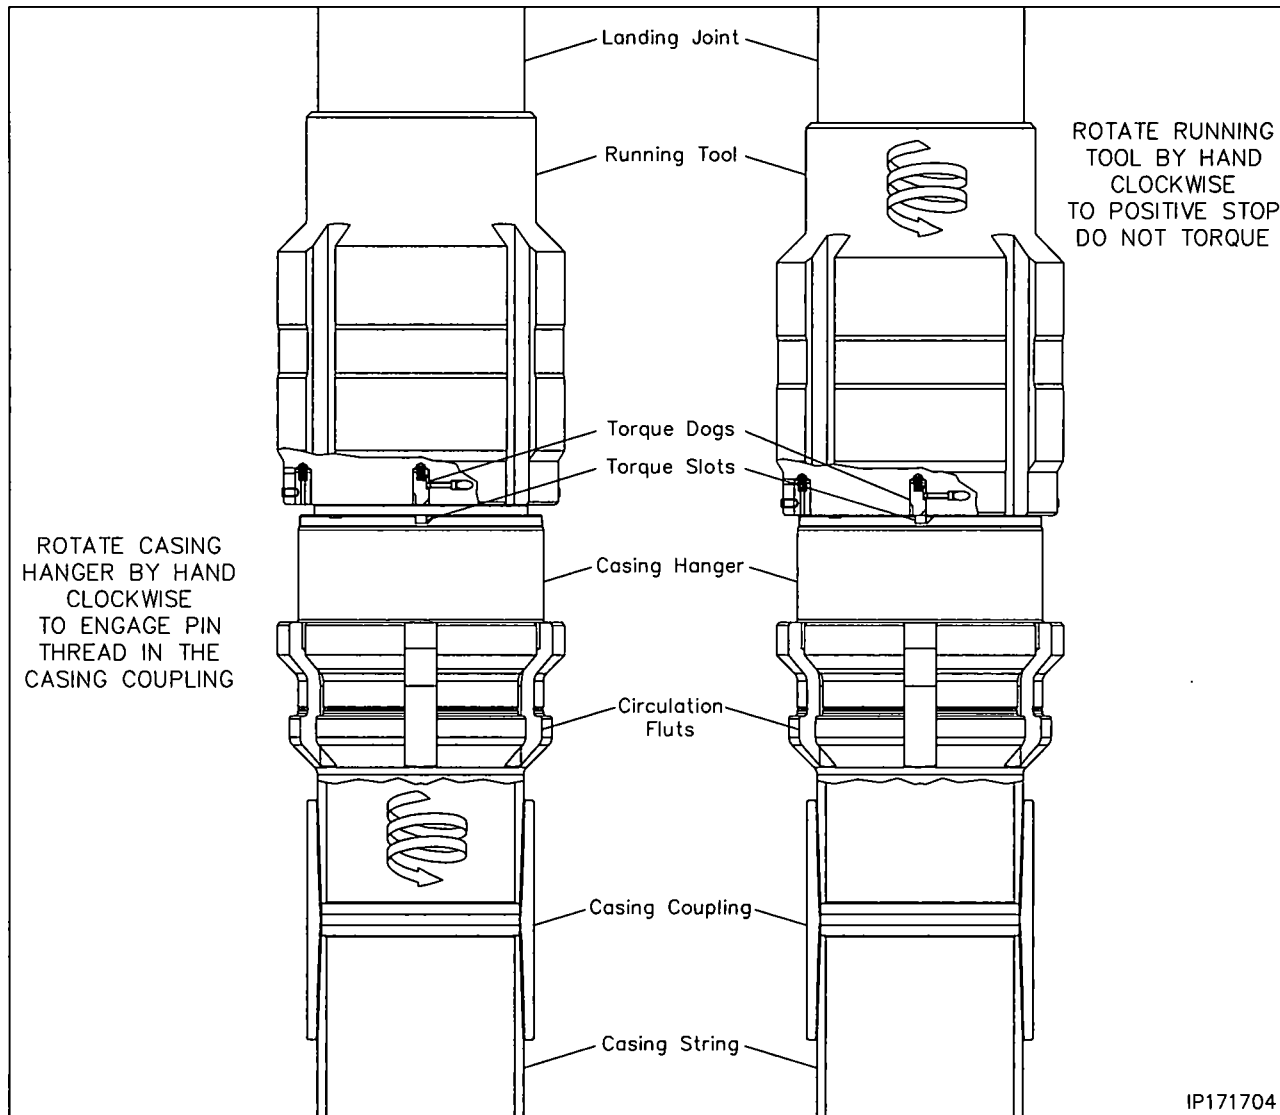 Landing Joint
Running Tool
ROTATE RUNNING
TOOL BY HAND
CLOCKWISE
TO POSITIVE STOP
DO NOT TORQUE
Torque Dogs
Torque Slots
ROTATE CASING
HANGER BY HAND
CLOCKWISE
TO ENGAGE PIN
THREAD IN THE
CASING COUPLING
Casing Hanger
Circulation
Fluts
Casing Coupling
Casing String
IP171704